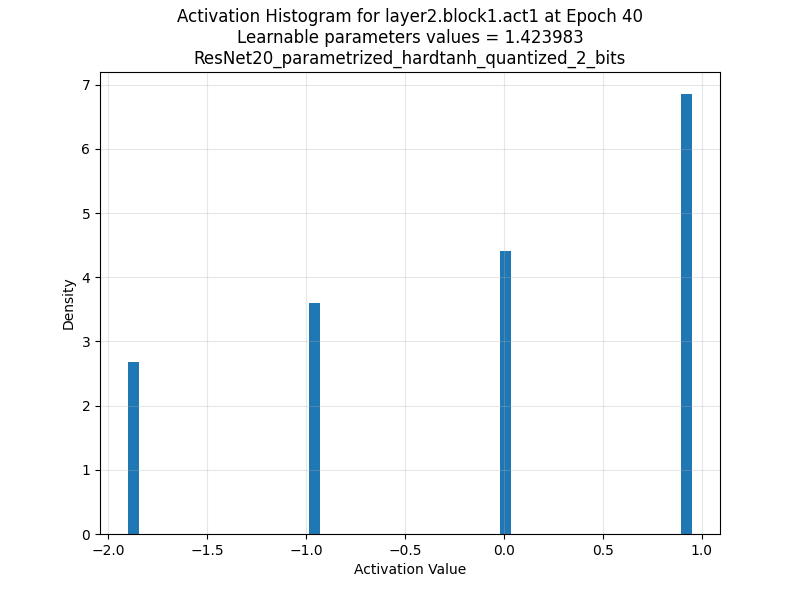 Activation Histogram for layer2.block1.act1 at Epoch 40
Learnable parameters values = 1.423983
ResNet20_parametrized_hardtanh_quantized_2_bits
7
6
5
4
3
2
1
0
Density
−2.0 −1.5 −1.0 −0.5 0.0 0.5 1.0
Activation Value